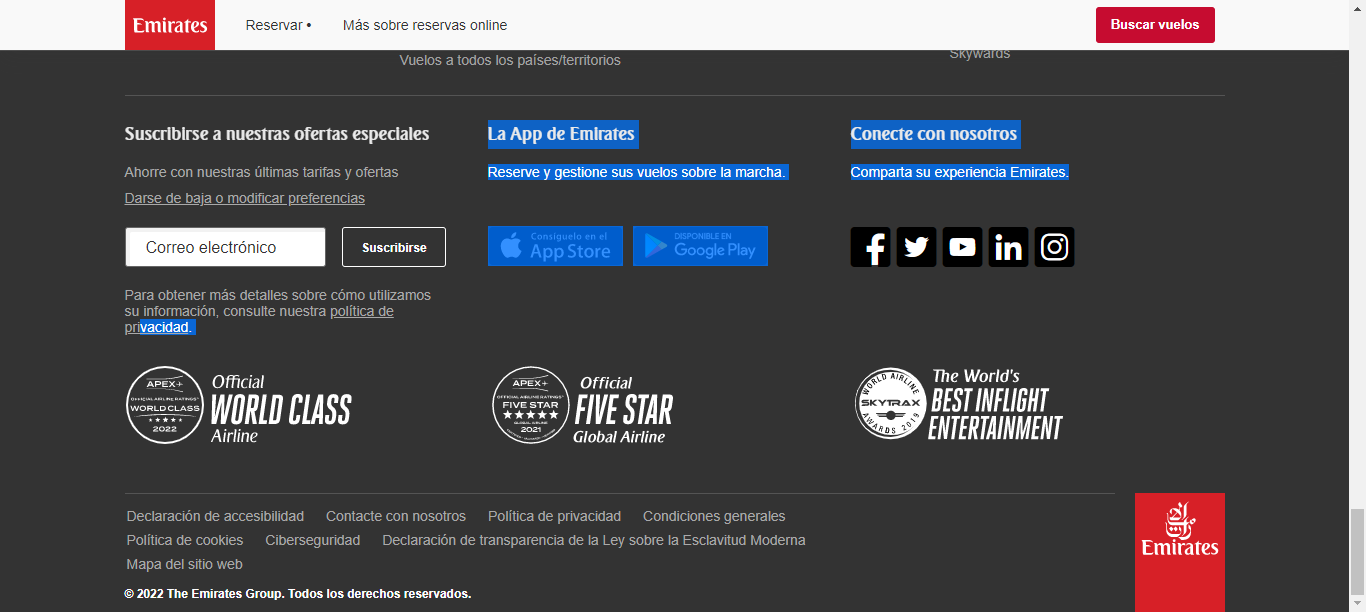 Emirates
Reservar •
Más sobre reservas online
Buscar vuelos
Vuelos a todos los países/territorios
Skywards
Suscribirse a nuestras ofertas especiales
Ahorre con nuestras últimas tarifas y ofertas
Darse de baja o modificar preferencias
Correo electrónico
Suscribirse
Para obtener más detalles sobre cómo utilizamos
su información, consulte nuestra política de
privacidad.
La App de Emirates
Reserve y gestione sus vuelos sobre la marcha.
Consíguelo en el
App Store
DISPONIBLE EN
Google Play
Conecte con nosotros
Comparta su experiencia Emirates.
APEX+
OFFICIAL AIRLINE RATINGS
WORLD CLASS
2022
Official
WORLD CLASS
Airline
APEX+
OFFICIAL AIRLINE RATINGS
FIVE STAR
GLOBAL AIRLINE
2021
Official
FIVE STAR
Global Airline
WORLD AIRLINE
SKYTRAX
AWARDS 2019
The World's
BEST INFLIGHT
ENTERTAINMENT
Declaración de accesibilidad
Contacte con nosotros
Política de privacidad
Condiciones generales
Política de cookies
Ciberseguridad
Declaración de transparencia de la Ley sobre la Esclavitud Moderna
Mapa del sitio web
© 2022 The Emirates Group. Todos los derechos reservados.
Emirates